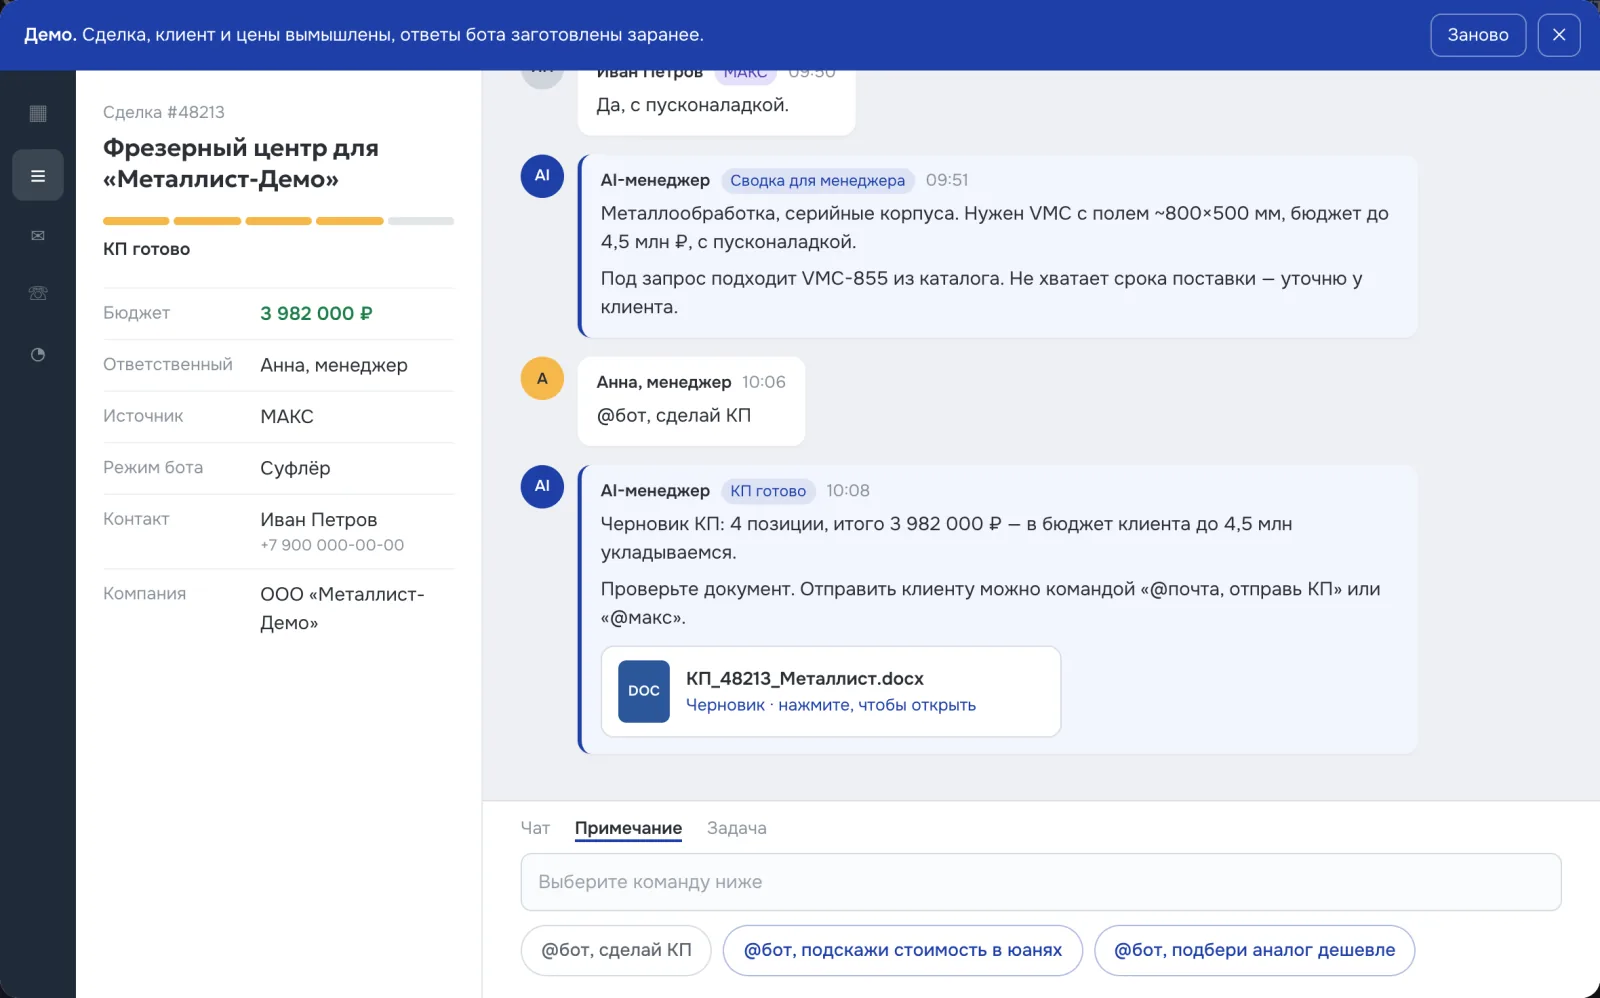 Демо. Сделка, клиент и цены вымышлены, ответы бота заготовлены заранее.
Заново
Сделка #48213
Фрезерный центр для
«Металлист-Демо»
КП готово
Бюджет 3 982 000 ₽
Ответственный Анна, менеджер
Источник МАКС
Режим бота Суфлёр
Контакт Иван Петров
+7 900 000-00-00
Компания ООО «Металлист-
Демо»
Иван Петров МАКС 09:50
Да, с пусконаладкой.
AI
AI-менеджер Сводка для менеджера 09:51
Металлообработка, серийные корпуса. Нужен VMC с полем ~800×500 мм, бюджет до
4,5 млн ₽, с пусконаладкой.
Под запрос подходит VMC-855 из каталога. Не хватает срока поставки — уточню у
клиента.
А
Анна, менеджер 10:06
@бот, сделай КП
AI
AI-менеджер КП готово 10:08
Черновик КП: 4 позиции, итого 3 982 000 ₽ — в бюджет клиента до 4,5 млн
укладываемся.
Проверьте документ. Отправить клиенту можно командой «@почта, отправь КП» или
«@макс».
DOC
КП_48213_Металлист.docx
Черновик · нажмите, чтобы открыть
Чат Примечание Задача
Выберите команду ниже
@бот, сделай КП @бот, подскажи стоимость в юанях @бот, подбери аналог дешевле